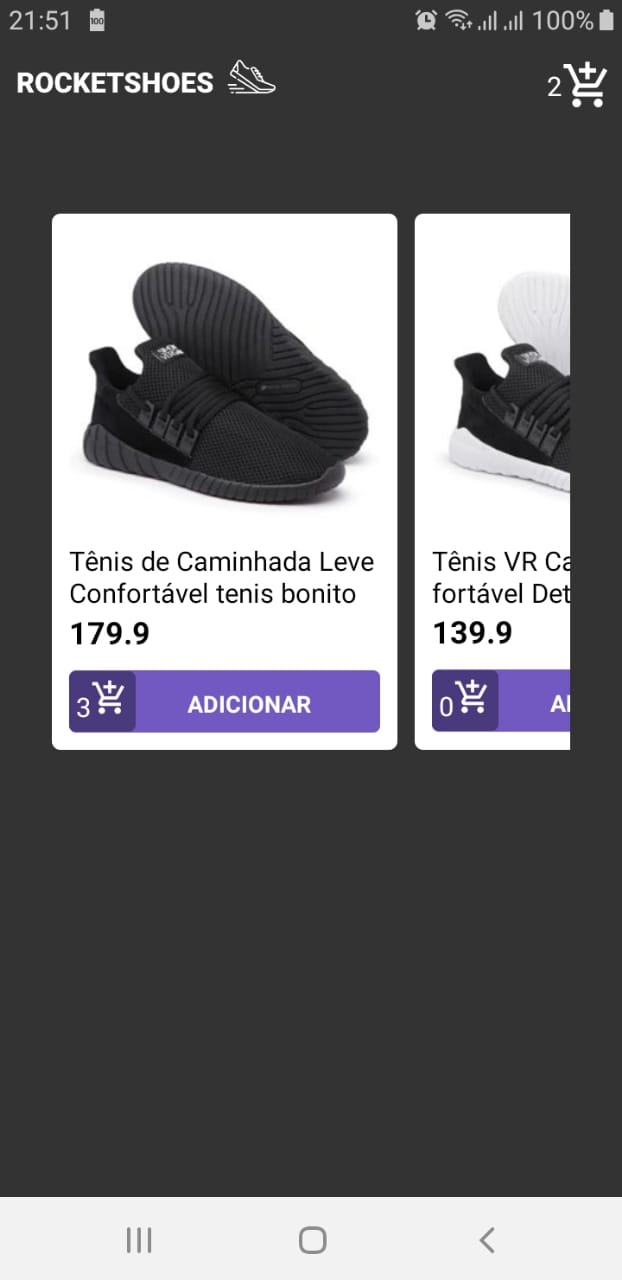 21:51 100 100%
ROCKETSHOES 2
Tênis de Caminhada Leve
Confortável tenis bonito
179.9
3 ADICIONAR
Tênis VR Ca
fortável Det
139.9
0 A